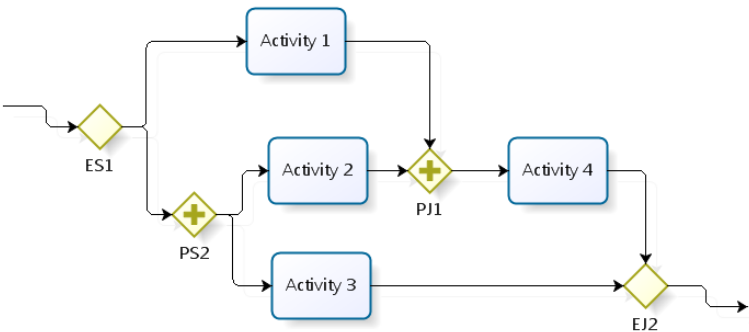 Activity 1
ES1
Activity 2
Activity 4
PJ1
PS2
Activity 3
EJ2